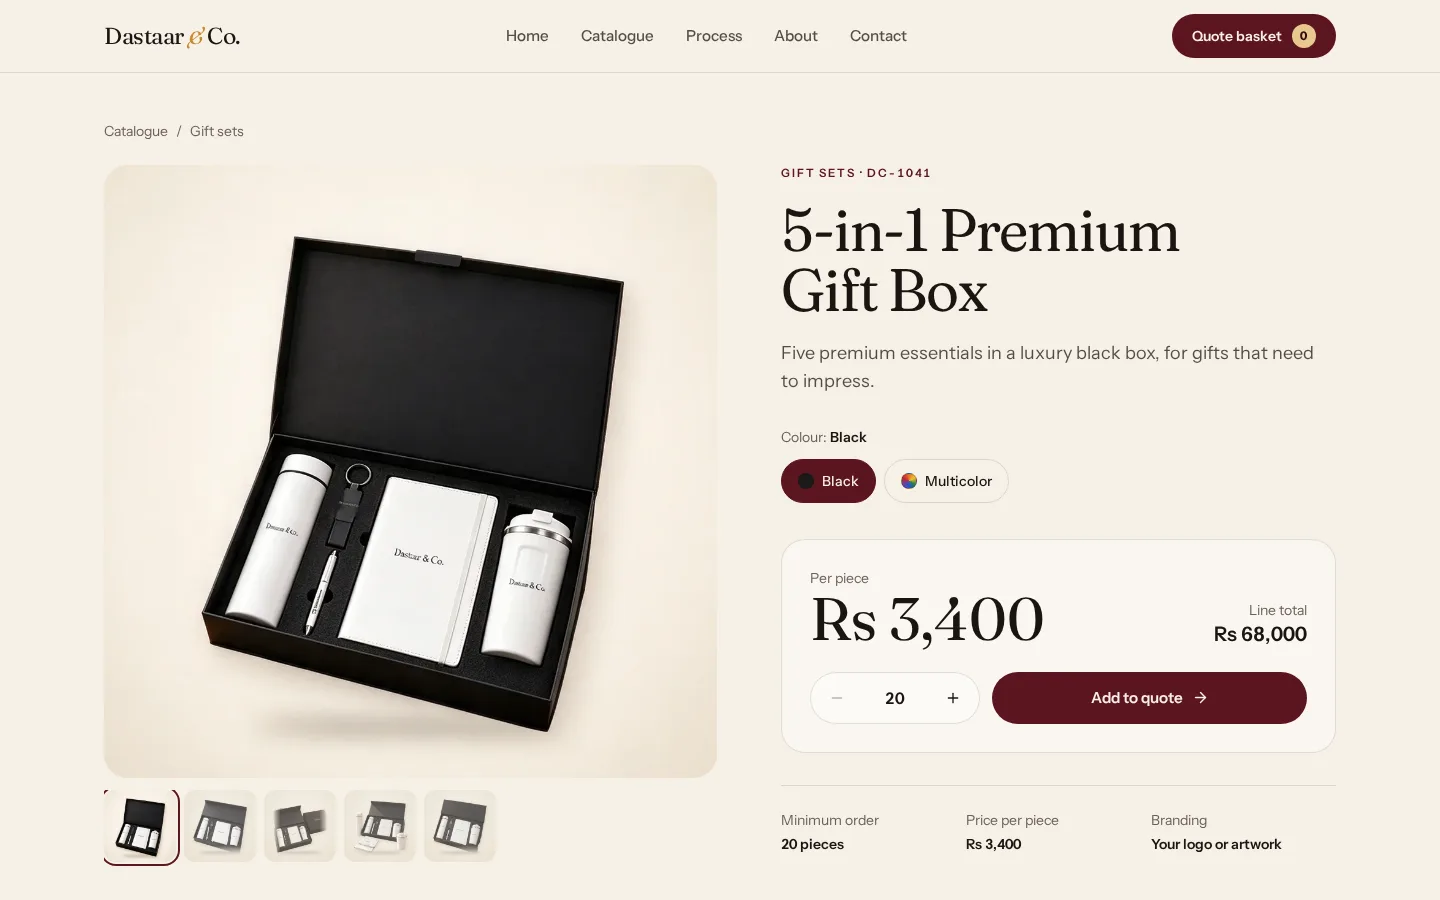 Dastaar & Co.
Home
Catalogue
Process
About
Contact
Quote basket 0
Catalogue / Gift sets
GIFT SETS · DC-1041
5-in-1 Premium
Gift Box
Five premium essentials in a luxury black box, for gifts that need
to impress.
Colour: Black
Black
Multicolor
Per piece
Rs 3,400
Line total
Rs 68,000
− 20 +
Add to quote →
Minimum order
20 pieces
Price per piece
Rs 3,400
Branding
Your logo or artwork
Dastaar & Co.
Dastaar & Co.
Dastaar & Co.